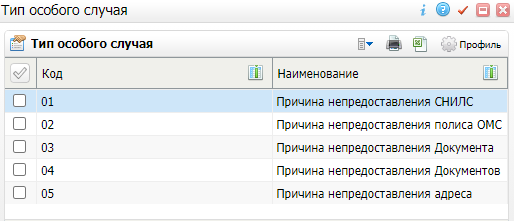 Тип особого случая
Тип особого случая
Профиль
Код Наименование
01 Причина непредоставления СНИЛС
02 Причина непредоставления полиса ОМС
03 Причина непредоставления Документа
04 Причина непредоставления Документов
05 Причина непредоставления адреса